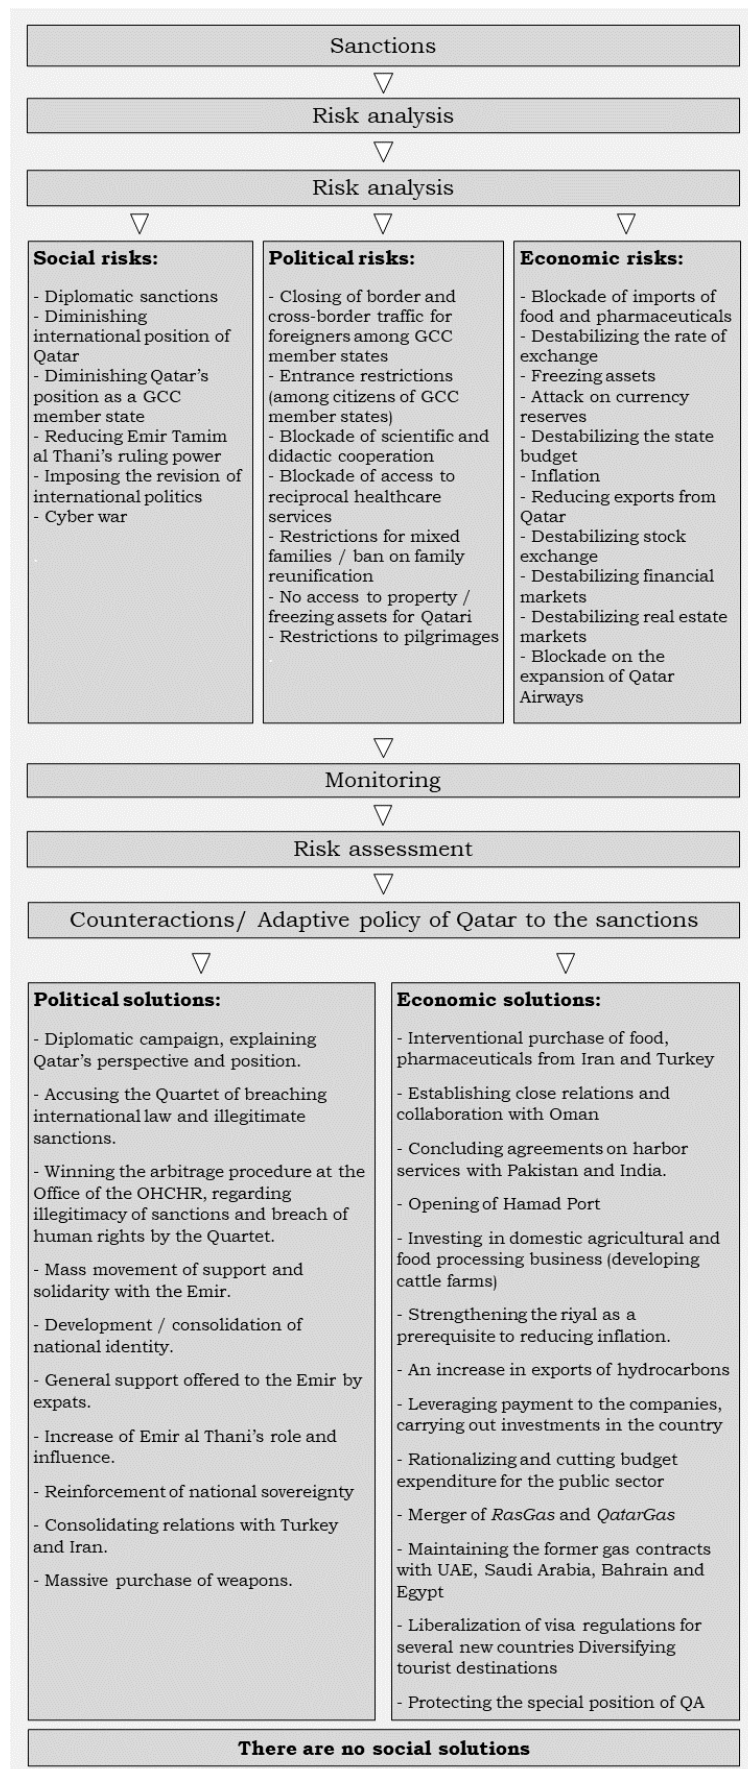 Sanctions
Risk analysis
Risk analysis
Social risks:
- Diplomatic sanctions
- Diminishing
international position of
Qatar
- Diminishing Qatar's
position as a GCC
member state
- Reducing Emir Tamim
al Thani's ruling power
- Imposing the revision of
international politics
- Cyber war
.
Political risks:
- Closing of border and
cross-border traffic for
foreigners among GCC
member states
- Entrance restrictions
(among citizens of GCC
member states)
- Blockade of scientific and
didactic cooperation
- Blockade of access to
reciprocal healthcare
services
- Restrictions for mixed
families / ban on family
reunification
- No access to property /
freezing assets for Qatari
- Restrictions to pilgrimages
.
Economic risks:
- Blockade of imports of
food and pharmaceuticals
- Destabilizing the rate of
exchange
- Freezing assets
- Attack on currency
reserves
- Destabilizing the state
budget
- Inflation
- Reducing exports from
Qatar
- Destabilizing stock
exchange
- Destabilizing financial
markets
- Destabilizing real estate
markets
- Blockade on the
expansion of Qatar
Airways
Monitoring
Risk assessment
Counteractions/ Adaptive policy of Qatar to the sanctions
Political solutions:
- Diplomatic campaign, explaining
Qatar's perspective and position.
- Accusing the Quartet of breaching
international law and illegitimate
sanctions.
- Winning the arbitrage procedure at the
Office of the OHCHR, regarding
illegitimacy of sanctions and breach of
human rights by the Quartet.
- Mass movement of support and
solidarity with the Emir.
- Development / consolidation of
national identity.
- General support offered to the Emir by
expats.
- Increase of Emir al Thani's role and
influence.
- Reinforcement of national sovereignty
- Consolidating relations with Turkey
and Iran.
- Massive purchase of weapons.
Economic solutions:
- Interventional purchase of food,
pharmaceuticals from Iran and Turkey
- Establishing close relations and
collaboration with Oman
- Concluding agreements on harbor
services with Pakistan and India.
- Opening of Hamad Port
- Investing in domestic agricultural and
food processing business (developing
cattle farms)
- Strengthening the riyal as a
prerequisite to reducing inflation.
- An increase in exports of hydrocarbons
- Leveraging payment to the companies,
carrying out investments in the country
- Rationalizing and cutting budget
expenditure for the public sector
- Merger of RasGas and QatarGas
- Maintaining the former gas contracts
with UAE, Saudi Arabia, Bahrain and
Egypt
- Liberalization of visa regulations for
several new countries Diversifying
tourist destinations
- Protecting the special position of QA
There are no social solutions